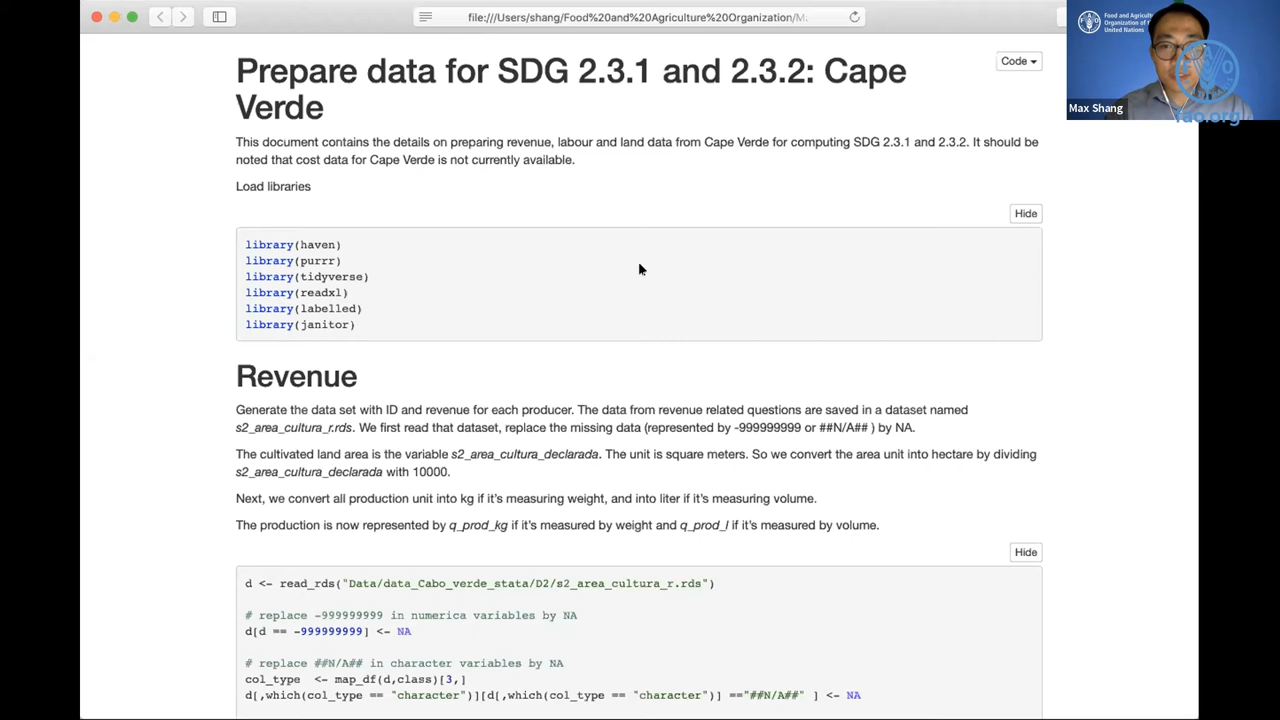 file:///Users/shang/Food%20and%20Agriculture%20Organization/M.
Food and Agricu
Organization of
United Nations
fao.org
Max Shang
Prepare data for SDG 2.3.1 and 2.3.2: Cape
Verde
Code
This document contains the details on preparing revenue, labour and land data from Cape Verde for computing SDG 2.3.1 and 2.3.2. It should be
noted that cost data for Cape Verde is not currently available.
Load libraries
Hide
library(haven)
library(purrr)
library(tidyverse)
library(readxl)
library(labelled)
library(janitor)
Revenue
Generate the data set with ID and revenue for each producer. The data from revenue related questions are saved in a dataset named
s2_area_cultura_r.rds. We first read that dataset, replace the missing data (represented by -999999999 or ##N/A## ) by NA.
The cultivated land area is the variable s2_area_cultura_declarada. The unit is square meters. So we convert the area unit into hectare by dividing
s2_area_cultura_declarada with 10000.
Next, we convert all production unit into kg if it's measuring weight, and into liter if it's measuring volume.
The production is now represented by q_prod_kg if it's measured by weight and q_prod_l if it's measured by volume.
Hide
d <- read_rds("Data/data_Cabo_verde_stata/D2/s2_area_cultura_r.rds")
# replace -999999999 in numerica variables by NA
d[d == -999999999] <- NA
# replace ##N/A## in character variables by NA
col_type  <- map_df(d,class)[3,]
d[,which(col_type == "character")][d[,which(col_type == "character")] =="##N/A##" ] <- NA